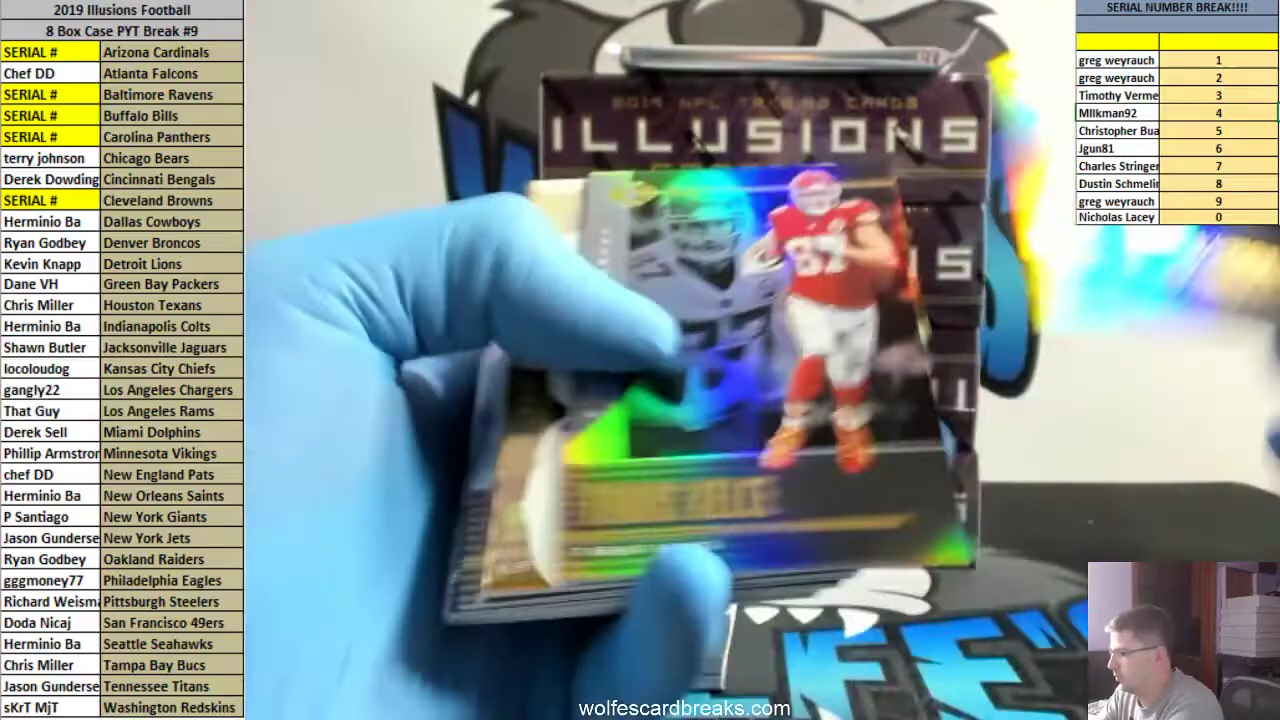 2019 Illusions Football
8 Box Case PYT Break #9
SERIAL # Arizona Cardinals
Chef DD Atlanta Falcons
SERIAL # Baltimore Ravens
SERIAL # Buffalo Bills
SERIAL # Carolina Panthers
terry johnson Chicago Bears
Derek Dowding Cincinnati Bengals
SERIAL # Cleveland Browns
Herminio Ba Dallas Cowboys
Ryan Godbey Denver Broncos
Kevin Knapp Detroit Lions
Dane VH Green Bay Packers
Chris Miller Houston Texans
Herminio Ba Indianapolis Colts
Shawn Butler Jacksonville Jaguars
locoloudog Kansas City Chiefs
gangly22 Los Angeles Chargers
That Guy Los Angeles Rams
Derek Sell Miami Dolphins
Phillip Armstron Minnesota Vikings
chef DD New England Pats
Herminio Ba New Orleans Saints
P Santiago New York Giants
Jason Gunderse New York Jets
Ryan Godbey Oakland Raiders
gggmoney77 Philadelphia Eagles
Richard Weisma Pittsburgh Steelers
Doda Nicaj San Francisco 49ers
Herminio Ba Seattle Seahawks
Chris Miller Tampa Bay Bucs
Jason Gunderse Tennessee Titans
sKrT MjT Washington Redskins
2019 NFL TRADING CARDS
ILLUSIONS
87
wolfescardbreaks.com
SERIAL NUMBER BREAK!!!!
greg weyrauch 1
greg weyrauch 2
Timothy Verme 3
MIlkman92 4
Christopher Bua 5
Jgun81 6
Charles Stringer 7
Dustin Schmelin 8
greg weyrauch 9
Nicholas Lacey 0